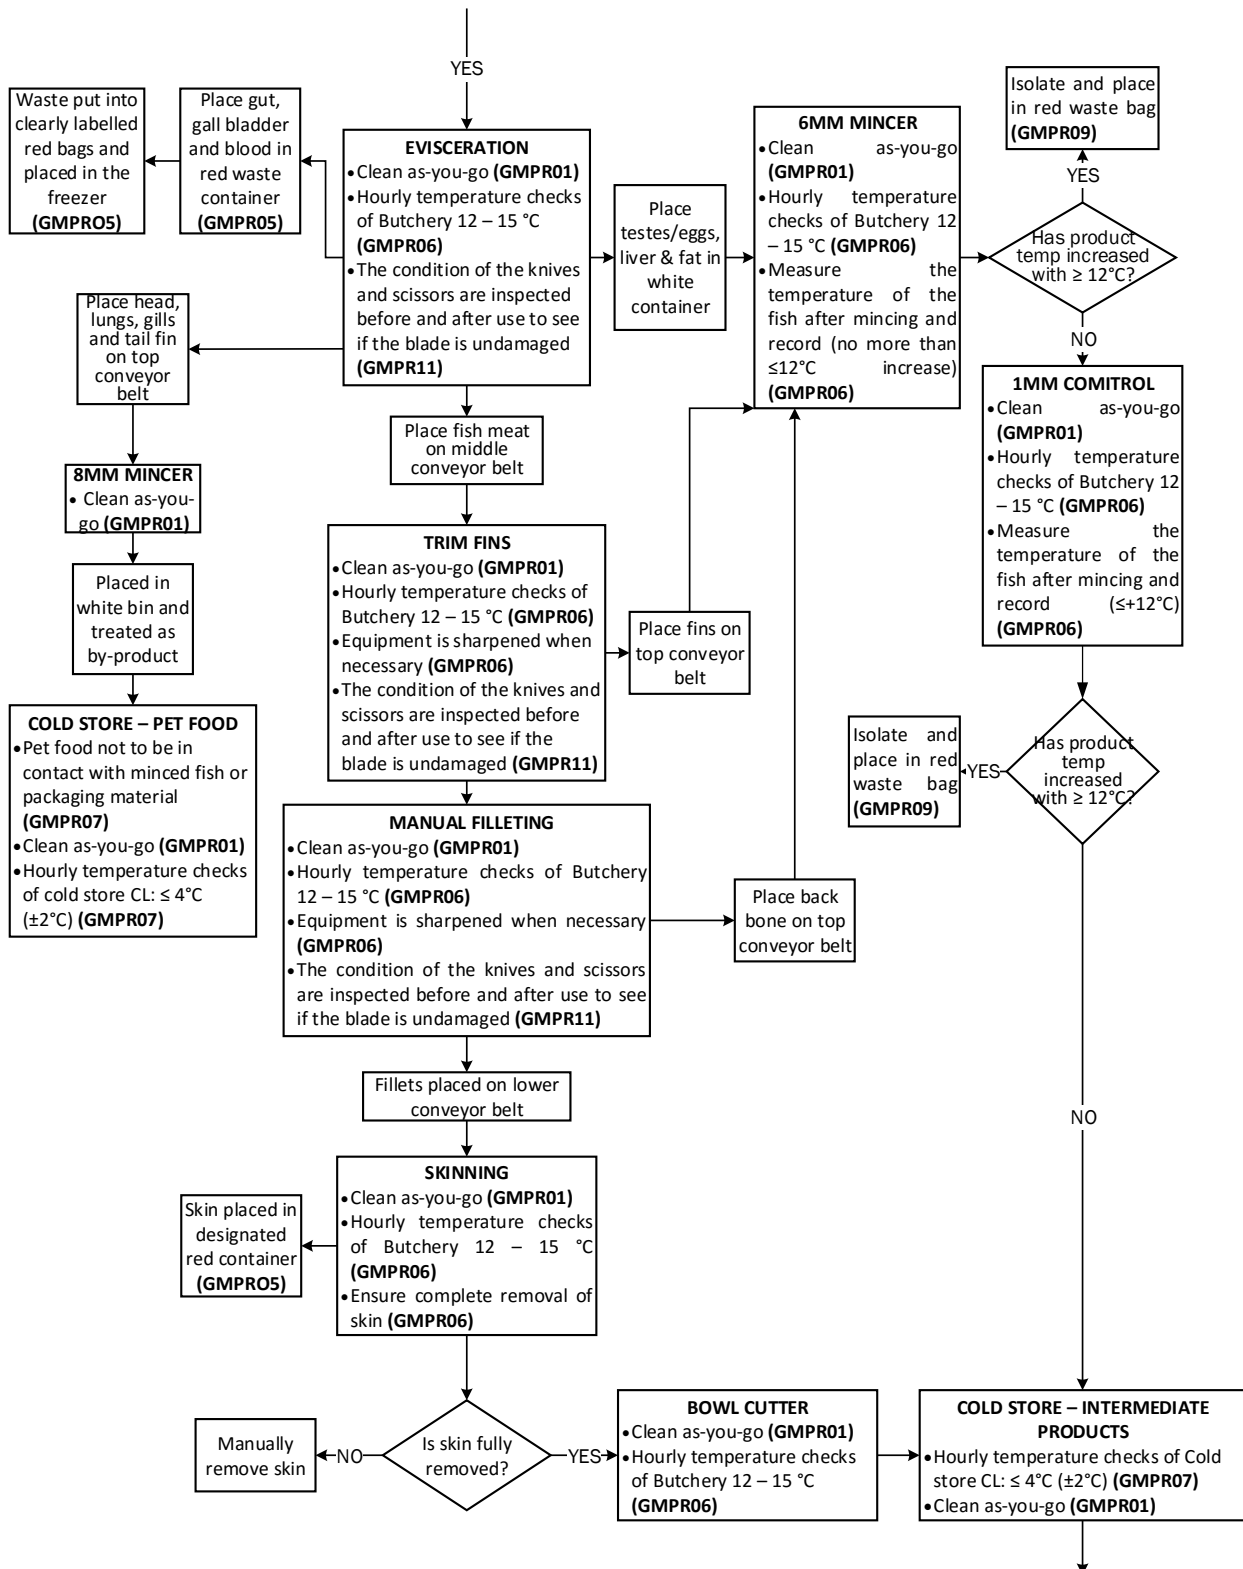 YES
Waste put into
clearly labelled
red bags and
placed in the
freezer
(GMPRO5)
Place gut,
gall bladder
and blood in
red waste
container
(GMPR05)
EVISCERATION
• Clean as-you-go (GMPR01)
• Hourly temperature checks
of Butchery 12 – 15 °C
(GMPR06)
• The condition of the knives
and scissors are inspected
before and after use to see
if the blade is undamaged
(GMPR11)
Place
testes/eggs,
liver & fat in
white
container
6MM MINCER
• Clean as-you-go
(GMPR01)
• Hourly temperature
checks of Butchery 12
– 15 °C (GMPR06)
• Measure the
temperature of the
fish after mincing and
record (no more than
≤12°C increase)
(GMPR06)
Isolate and place
in red waste bag
(GMPR09)
YES
Has product
temp increased
with ≥ 12°C?
NO
Place head,
lungs, gills
and tail fin
on top
conveyor
belt
8MM MINCER
• Clean as-you-
go (GMPR01)
Placed in
white bin and
treated as
by-product
COLD STORE – PET FOOD
• Pet food not to be in
contact with minced fish or
packaging material
(GMPR07)
• Clean as-you-go (GMPR01)
• Hourly temperature checks
of cold store CL: ≤ 4°C
(±2°C) (GMPR07)
Place fish meat
on middle
conveyor belt
TRIM FINS
• Clean as-you-go (GMPR01)
• Hourly temperature checks of
Butchery 12 – 15 °C (GMPR06)
• Equipment is sharpened when
necessary (GMPR06)
• The condition of the knives and
scissors are inspected before
and after use to see if the
blade is undamaged (GMPR11)
Place fins on
top conveyor
belt
1MM COMITROL
• Clean as-you-go
(GMPR01)
• Hourly temperature
checks of Butchery 12
– 15 °C (GMPR06)
• Measure the
temperature of the
fish after mincing and
record (≤+12°C)
(GMPR06)
Isolate and
place in red
waste bag
(GMPR09)
YES
Has product
temp
increased
with ≥ 12°C?
NO
MANUAL FILLETING
• Clean as-you-go (GMPR01)
• Hourly temperature checks of Butchery
12 – 15 °C (GMPR06)
• Equipment is sharpened when necessary
(GMPR06)
• The condition of the knives and scissors
are inspected before and after use to see
if the blade is undamaged (GMPR11)
Place back
bone on top
conveyor belt
Fillets placed on lower
conveyor belt
SKINNING
• Clean as-you-go (GMPR01)
• Hourly temperature checks
of Butchery 12 – 15 °C
(GMPR06)
• Ensure complete removal of
skin (GMPR06)
Skin placed in
designated
red container
(GMPRO5)
Manually
remove skin
NO
Is skin fully
removed?
YES
BOWL CUTTER
• Clean as-you-go (GMPR01)
• Hourly temperature checks
of Butchery 12 – 15 °C
(GMPR06)
COLD STORE – INTERMEDIATE
PRODUCTS
• Hourly temperature checks of Cold
store CL: ≤ 4°C (±2°C) (GMPR07)
• Clean as-you-go (GMPR01)